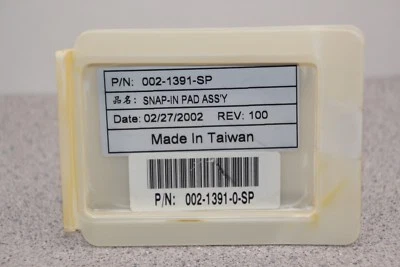 P/N: 002-1391-SP
品名: SNAP-IN PAD ASS'Y
Date: 02/27/2002 REV: 100
Made In Taiwan
P/N: 002-1391-0-SP